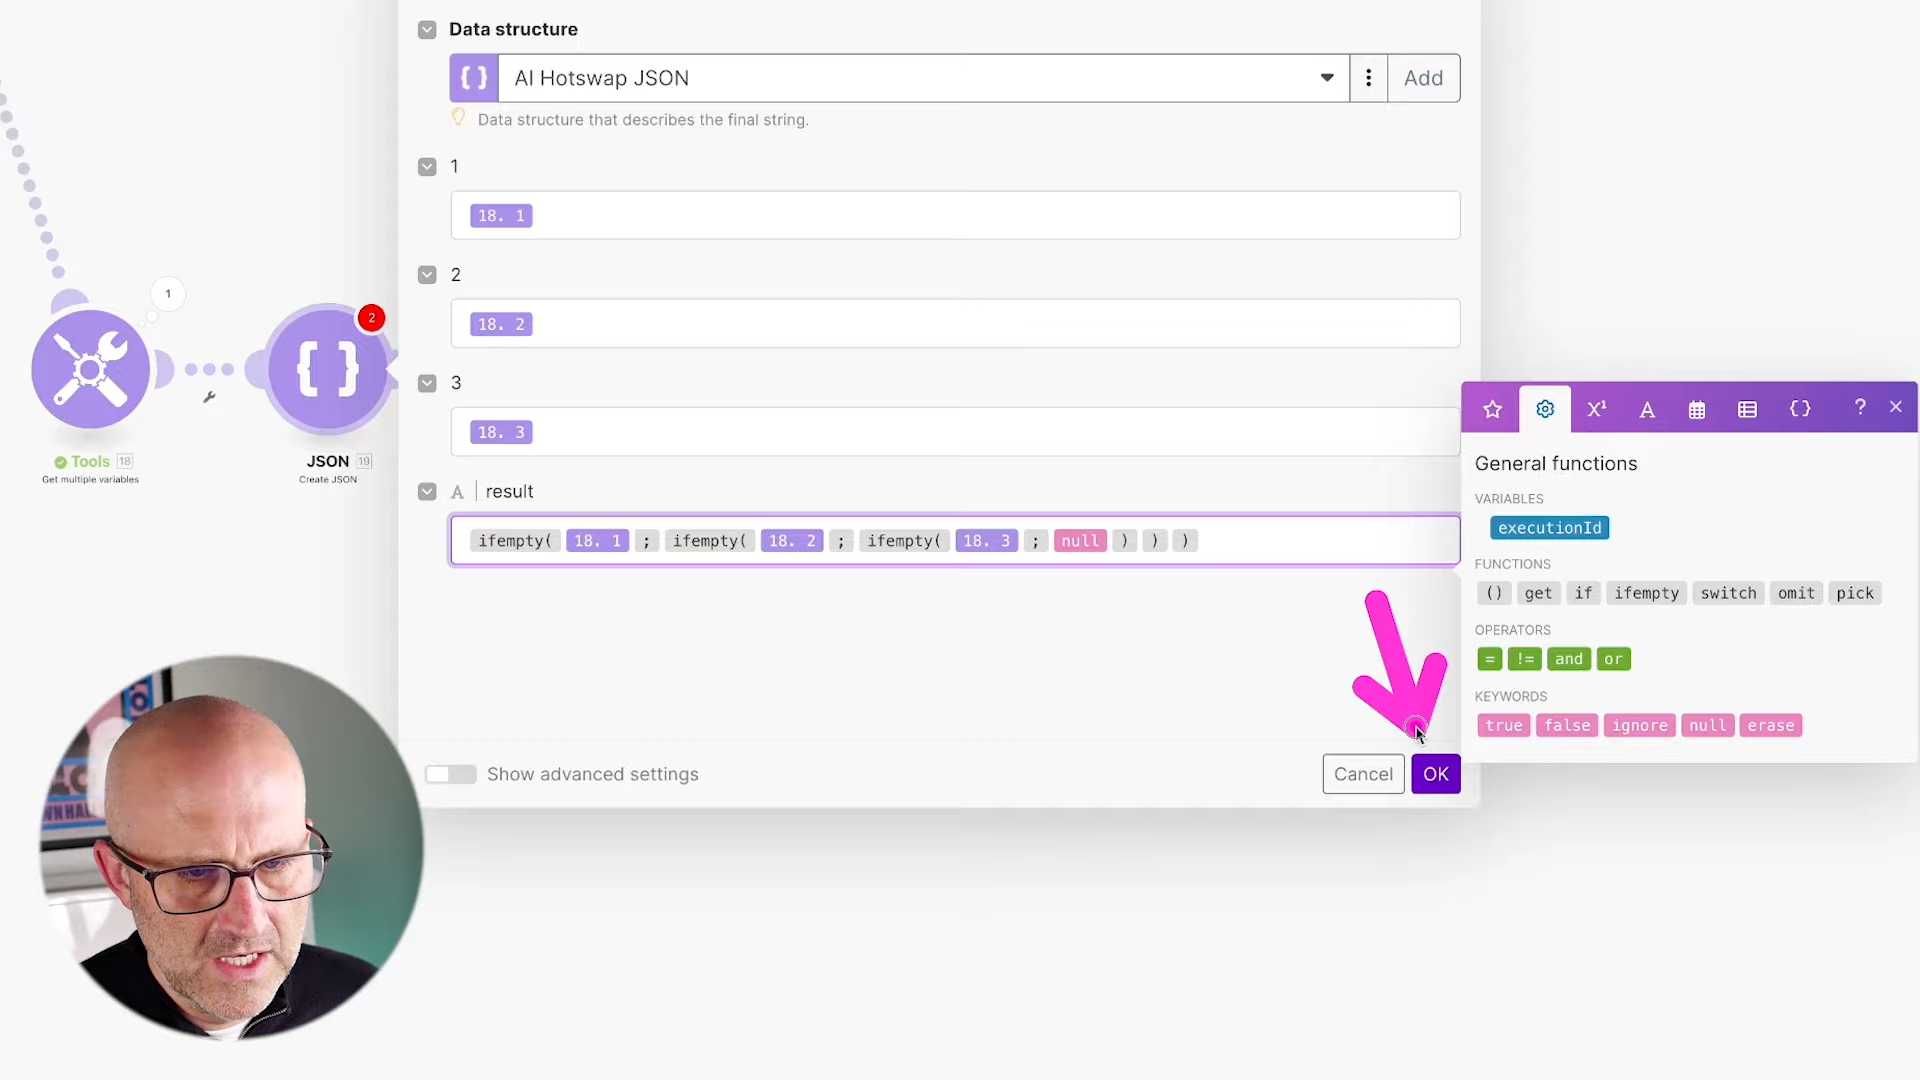 Data structure
{ } AI Hotswap JSON Add
Data structure that describes the final string.
1
18. 1
2
18. 2
3
18. 3
A result
ifempty( 18. 1 ; ifempty( 18. 2 ; ifempty( 18. 3 ; null ) ) )
Show advanced settings
Cancel OK
1
2
Tools 18
Get multiple variables
JSON 19
Create JSON
X¹ A { } ?
General functions
VARIABLES
executionId
FUNCTIONS
() get if ifempty switch omit pick
OPERATORS
= != and or
KEYWORDS
true false ignore null erase